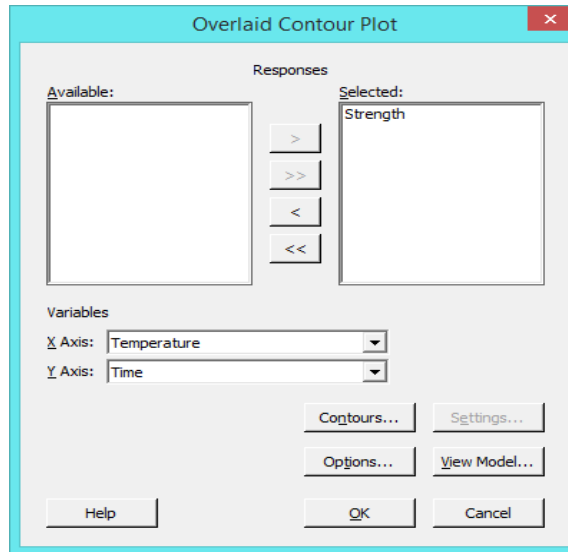 Overlaid Contour Plot
×
Responses
Available:
Selected:
Strength
>
>>
<
<<
Variables
X Axis: Temperature
Y Axis: Time
Contours... Settings...
Options... View Model...
Help OK Cancel